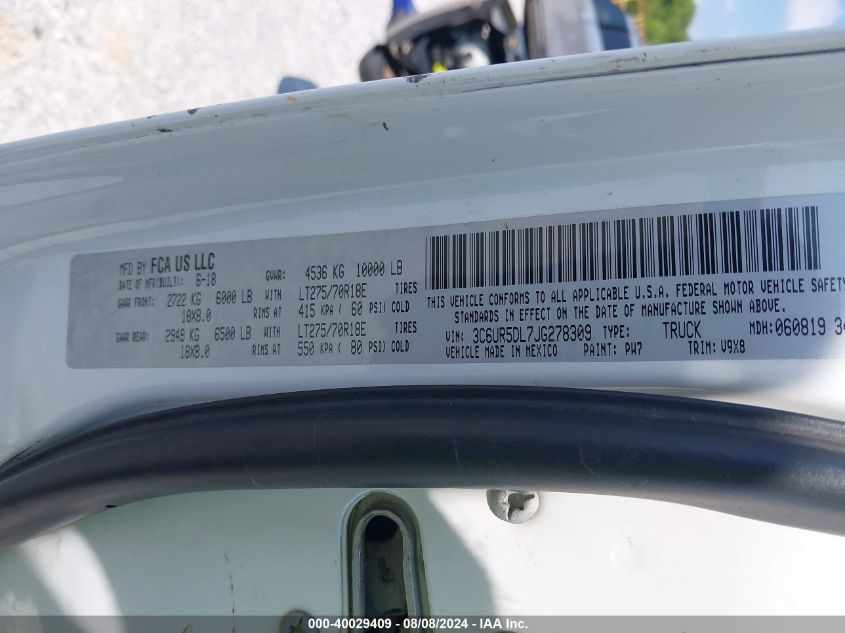 MFD BY FCA US LLC
DATE OF MFR(BUILT): 6-18 GVWR: 4536 KG 10000 LB
GAWR FRONT: 2722 KG 6000 LB WITH LT275/70R18E TIRES
18X8.0 RIMS AT 415 KPA ( 60 PSI) COLD
GAWR REAR: 2949 KG 6500 LB WITH LT275/70R18E TIRES
18X8.0 RIMS AT 550 KPA ( 80 PSI) COLD
THIS VEHICLE CONFORMS TO ALL APPLICABLE U.S.A. FEDERAL MOTOR VEHICLE SAFETY
STANDARDS IN EFFECT ON THE DATE OF MANUFACTURE SHOWN ABOVE.
VIN: 3C6UR5DL7JG278309 TYPE: TRUCK MDH: 060819 34
VEHICLE MADE IN MEXICO PAINT: PW7 TRIM: V9X8
000-40029409 - 08/08/2024 - IAA Inc.